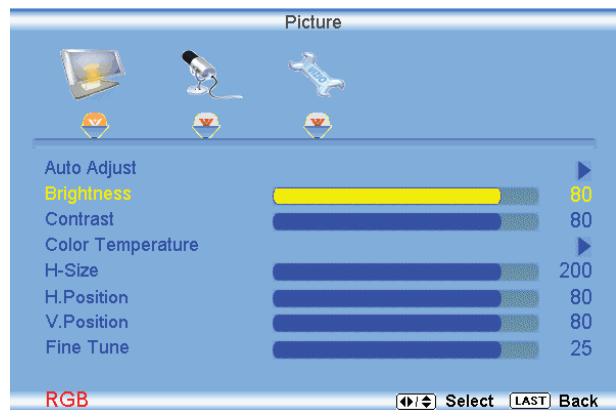 Picture
VIZIO
Auto Adjust
Brightness 80
Contrast 80
Color Temperature
H-Size 200
H.Position 80
V.Position 80
Fine Tune 25
RGB Select LAST Back